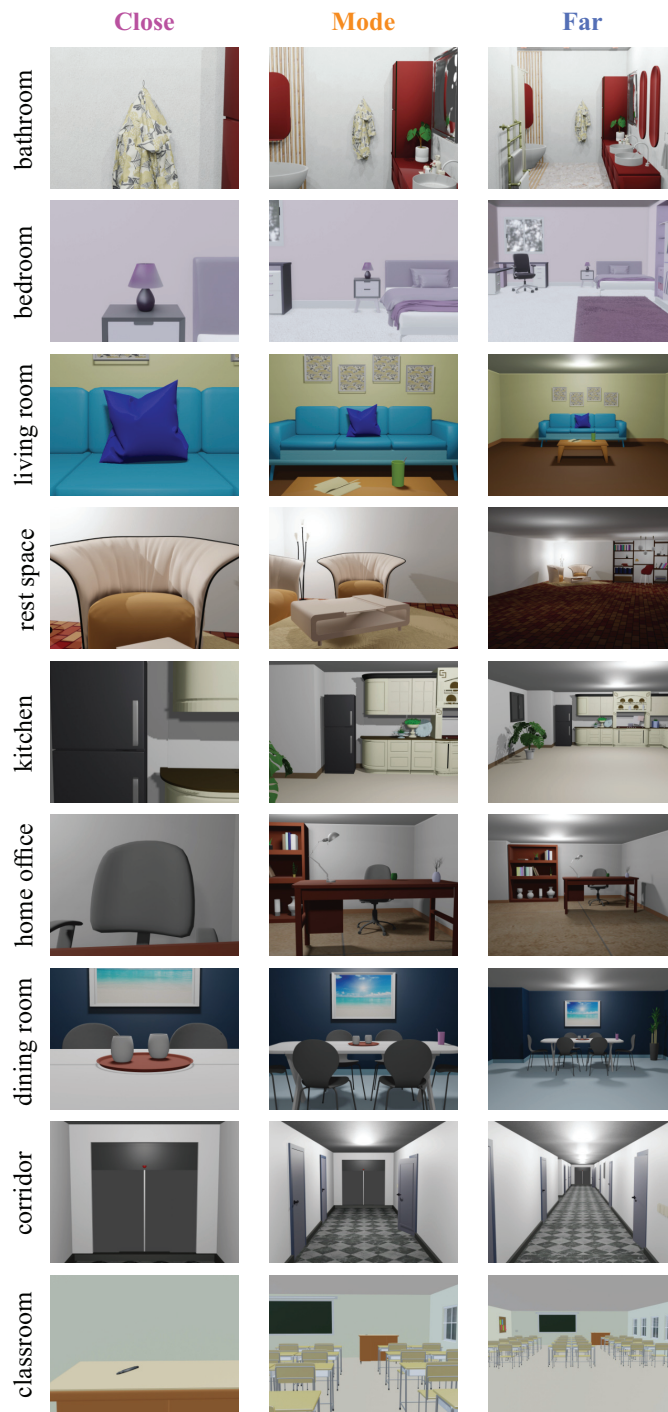 Close Mode Far
bathroom
bedroom
living room
rest space
kitchen
home office
dining room
corridor
classroom